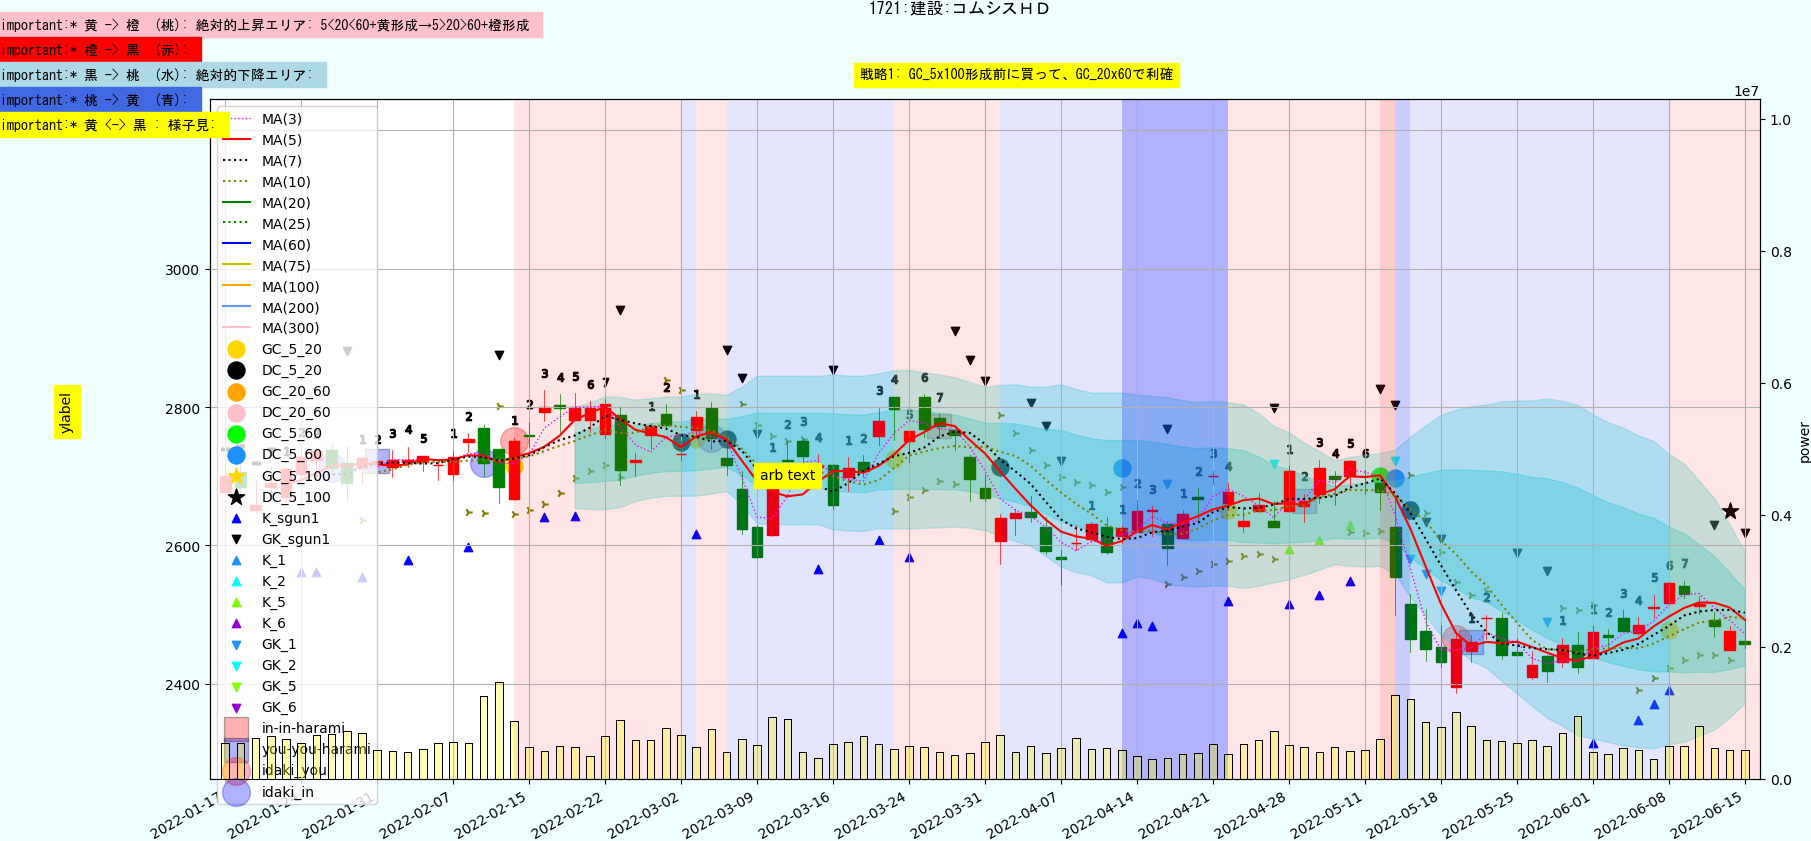 1721:建設:コムシスＨＤ
important:* 黄 -> 橙 (桃): 絶対的上昇エリア: 5<20<60+黄形成→5>20>60+橙形成
important:* 橙 -> 黒 (赤):
important:* 黒 -> 桃 (水): 絶対的下降エリア:
戦略1: GC_5x100形成前に買って、GC_20x60で利確
important:* 桃 -> 黄 (青):
important:* 黄 <-> 黒 : 様子見:
1e7
MA(3)
MA(5)
MA(7)
MA(10)
MA(20)
MA(25)
MA(60)
MA(75)
MA(100)
MA(200)
MA(300)
GC_5_20
DC_5_20
GC_20_60
DC_20_60
GC_5_60
DC_5_60
GC_5_100
DC_5_100
K_sgun1
GK_sgun1
K_1
K_2
K_5
K_6
GK_1
GK_2
GK_5
GK_6
in-in-harami
you-you-harami
idaki_you
idaki_in
3000
2800
2600
2400
ylabel
arb text
1.0
0.8
0.6
0.4
0.2
0.0
power
2022-01-17
2022-01-24
2022-01-31
2022-02-07
2022-02-15
2022-02-22
2022-03-02
2022-03-09
2022-03-16
2022-03-24
2022-03-31
2022-04-07
2022-04-14
2022-04-21
2022-04-28
2022-05-11
2022-05-18
2022-05-25
2022-06-01
2022-06-08
2022-06-15